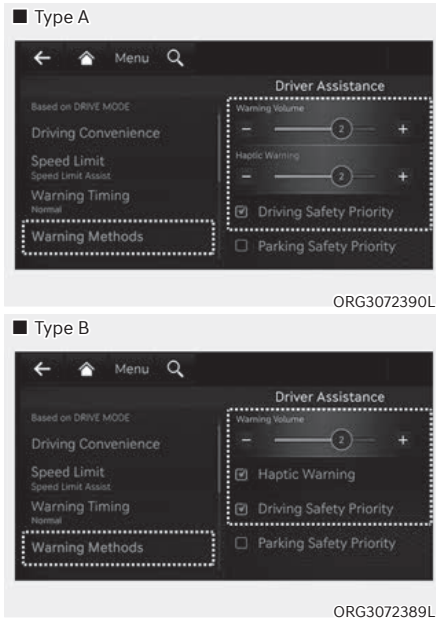 ■ Type A
Menu
Driver Assistance
Based on DRIVE MODE
Driving Convenience
Speed Limit
Speed Limit Assist
Warning Timing
Normal
Warning Methods
Warning Volume
− 2 +
Haptic Warning
− 2 +
Driving Safety Priority
Parking Safety Priority
ORG3072390L
■ Type B
Menu
Driver Assistance
Based on DRIVE MODE
Driving Convenience
Speed Limit
Speed Limit Assist
Warning Timing
Normal
Warning Methods
Warning Volume
− 2 +
Haptic Warning
Driving Safety Priority
Parking Safety Priority
ORG3072389L